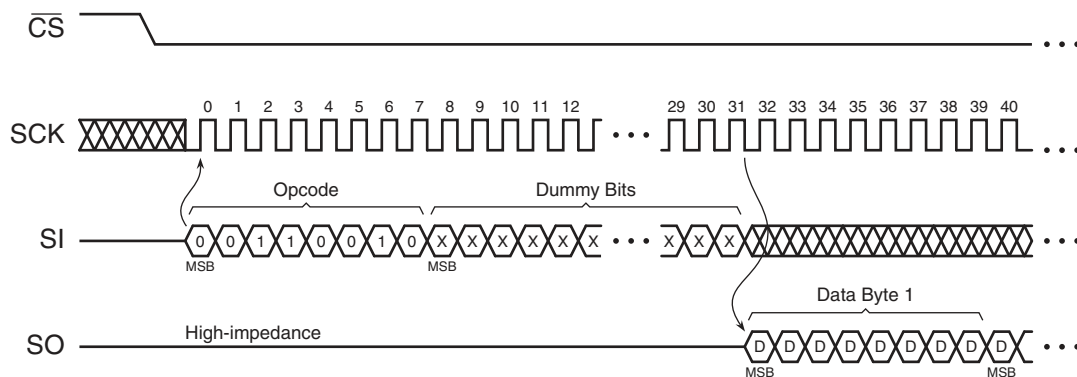 CS
0 1 2 3 4 5 6 7 8 9 10 11 12 29 30 31 32 33 34 35 36 37 38 39 40
SCK
Opcode Dummy Bits
SI 0 0 1 1 0 0 1 0 X X X X X X X X X
MSB MSB
Data Byte 1
High-impedance
SO D D D D D D D D D
MSB MSB